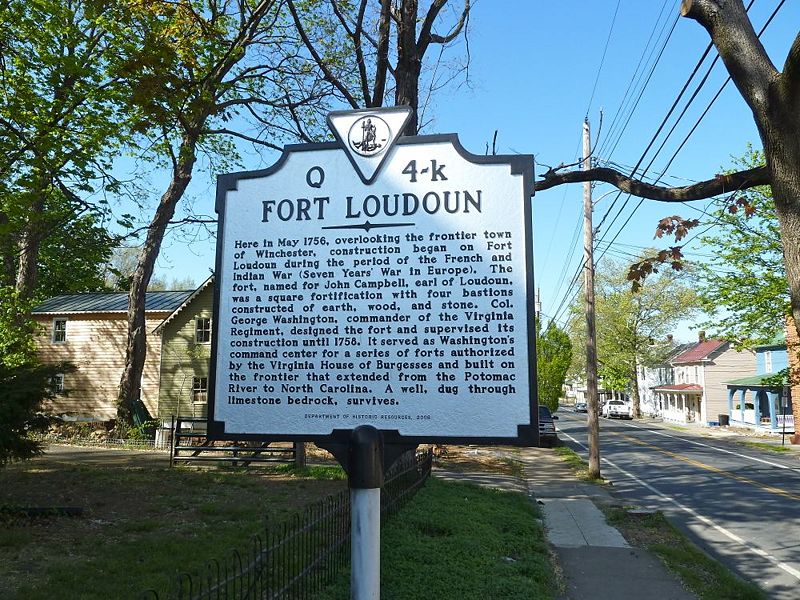 Q 4-k
FORT LOUDOUN
Here in May 1756, overlooking the frontier town
of Winchester, construction began on Fort
Loudoun during the period of the French and
Indian War (Seven Years' War in Europe). The
fort, named for John Campbell, earl of Loudoun,
was a square fortification with four bastions
constructed of earth, wood, and stone. Col.
George Washington, commander of the Virginia
Regiment, designed the fort and supervised its
construction until 1758. It served as Washington's
command center for a series of forts authorized
by the Virginia House of Burgesses and built on
the frontier that extended from the Potomac
River to North Carolina. A well, dug through
limestone bedrock, survives.
DEPARTMENT OF HISTORIC RESOURCES, 2006